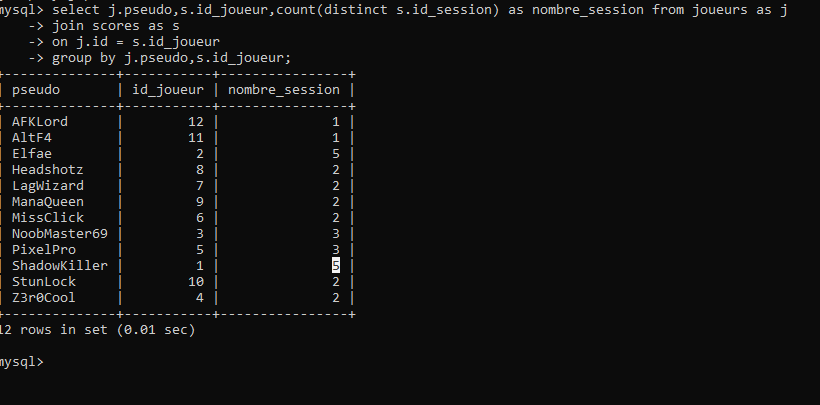 mysql> select j.pseudo,s.id_joueur,count(distinct s.id_session) as nombre_session from joueurs as j
    -> join scores as s
    -> on j.id = s.id_joueur
    -> group by j.pseudo,s.id_joueur;
+--------------+-----------+----------------+
| pseudo       | id_joueur | nombre_session |
+--------------+-----------+----------------+
| AFKLord      |        12 |              1 |
| AltF4        |        11 |              1 |
| Elfae        |         2 |              5 |
| Headshotz    |         8 |              2 |
| LagWizard    |         7 |              2 |
| ManaQueen    |         9 |              2 |
| MissClick    |         6 |              2 |
| NoobMaster69 |         3 |              3 |
| PixelPro     |         5 |              3 |
| ShadowKiller |         1 |              5 |
| StunLock     |        10 |              2 |
| Z3r0Cool     |         4 |              2 |
+--------------+-----------+----------------+
12 rows in set (0.01 sec)
mysql>